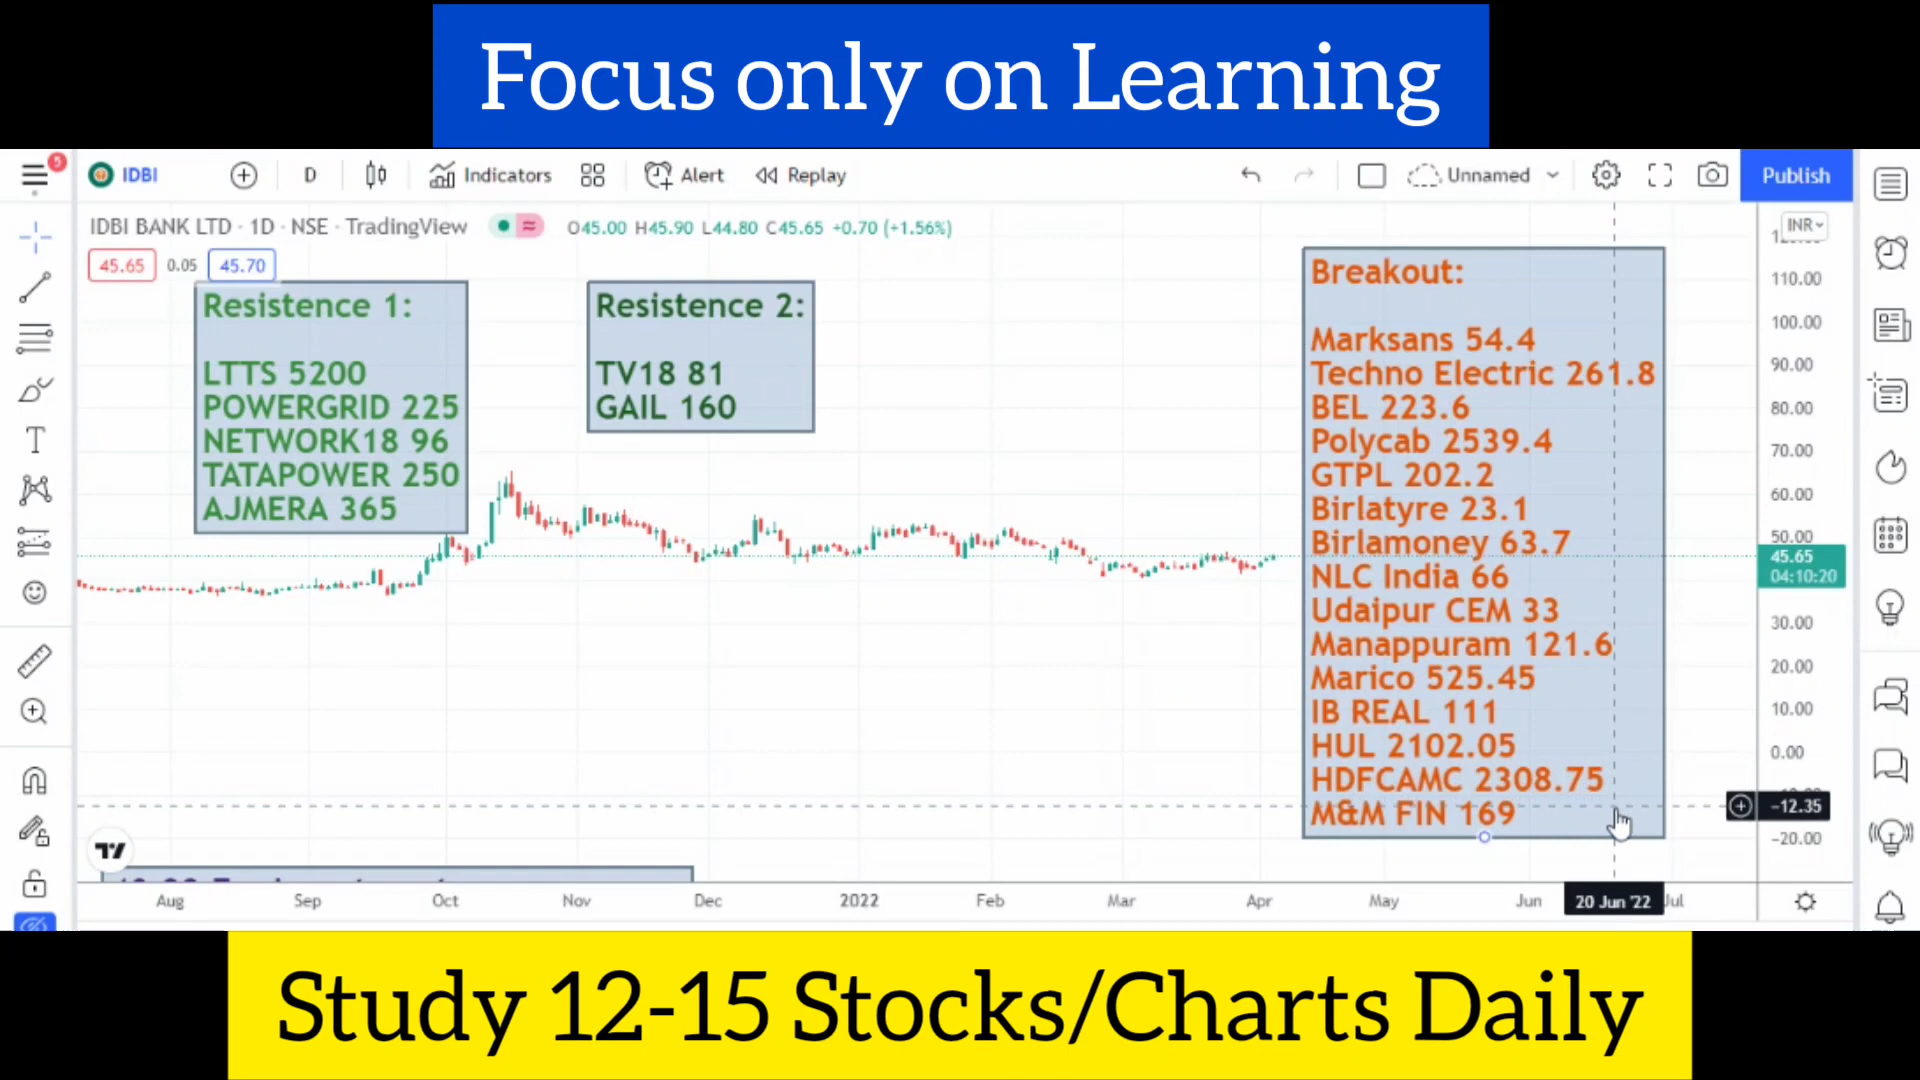 Focus only on Learning
5
IDBI
D
Indicators
Alert
Replay
Unnamed
Publish
IDBI BANK LTD · 1D · NSE · TradingView
O45.00 H45.90 L44.80 C45.65 +0.70 (+1.56%)
INR
45.65
0.05
45.70
Resistence 1:
LTTS 5200
POWERGRID 225
NETWORK18 96
TATAPOWER 250
AJMERA 365
Resistence 2:
TV18 81
GAIL 160
Breakout:
Marksans 54.4
Techno Electric 261.8
BEL 223.6
Polycab 2539.4
GTPL 202.2
Birlatyre 23.1
Birlamoney 63.7
NLC India 66
Udaipur CEM 33
Manappuram 121.6
Marico 525.45
IB REAL 111
HUL 2102.05
HDFCAMC 2308.75
M&M FIN 169
110.00
100.00
90.00
80.00
70.00
60.00
50.00
45.65
04:10:20
30.00
20.00
10.00
0.00
−12.35
−20.00
Aug
Sep
Oct
Nov
Dec
2022
Feb
Mar
Apr
May
Jun
20 Jun '22
Jul
Study 12-15 Stocks/Charts Daily